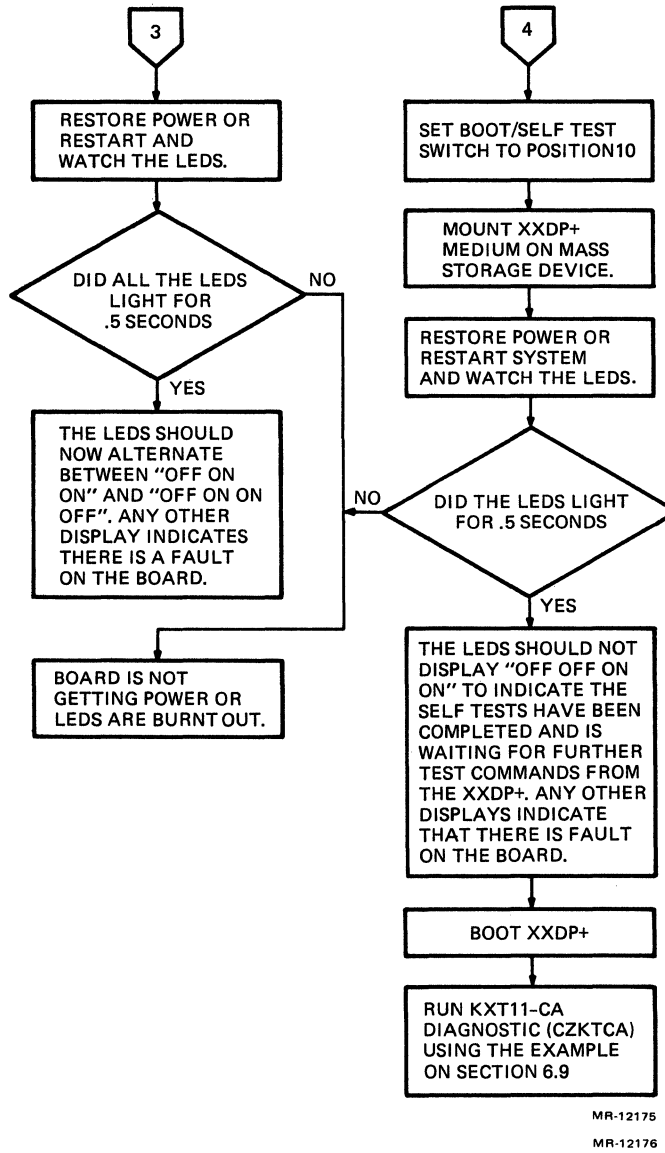 3
RESTORE POWER OR
RESTART AND
WATCH THE LEDS.
DID ALL THE LEDS
LIGHT FOR
.5 SECONDS
NO
YES
THE LEDS SHOULD
NOW ALTERNATE
BETWEEN "OFF ON
ON" AND "OFF ON ON
OFF". ANY OTHER
DISPLAY INDICATES
THERE IS A FAULT
ON THE BOARD.
BOARD IS NOT
GETTING POWER OR
LEDS ARE BURNT OUT.
4
SET BOOT/SELF TEST
SWITCH TO POSITION10
MOUNT XXDP+
MEDIUM ON MASS
STORAGE DEVICE.
RESTORE POWER OR
RESTART SYSTEM
AND WATCH THE LEDS.
DID THE LEDS LIGHT
FOR .5 SECONDS
NO
YES
THE LEDS SHOULD NOT
DISPLAY "OFF OFF ON
ON" TO INDICATE THE
SELF TESTS HAVE BEEN
COMPLETED AND IS
WAITING FOR FURTHER
TEST COMMANDS FROM
THE XXDP+. ANY OTHER
DISPLAYS INDICATE
THAT THERE IS FAULT
ON THE BOARD.
BOOT XXDP+
RUN KXT11-CA
DIAGNOSTIC (CZKTCA)
USING THE EXAMPLE
ON SECTION 6.9
MR-12175
MR-12176